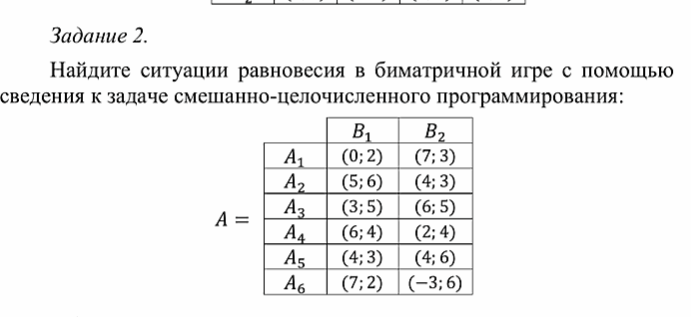 Задание 2.
Найдите ситуации равновесия в биматричной игре с помощью
сведения к задаче смешанно-целочисленного программирования:
B₁ B₂
A₁ (0; 2) (7; 3)
A₂ (5; 6) (4; 3)
A₃ (3; 5) (6; 5)
A =
A₄ (6; 4) (2; 4)
A₅ (4; 3) (4; 6)
A₆ (7; 2) (−3; 6)